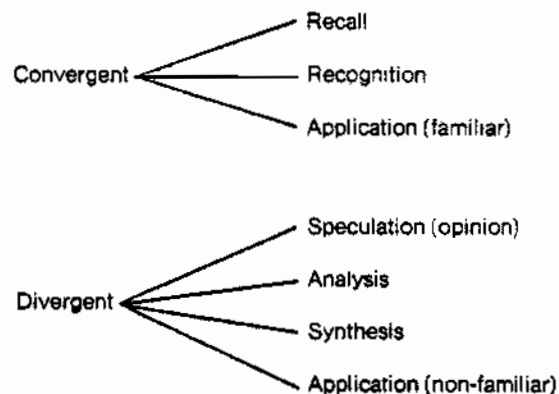 Recall
Convergent
Recognition
Application (familiar)
Speculation (opinion)
Analysis
Divergent
Synthesis
Application (non-familiar)